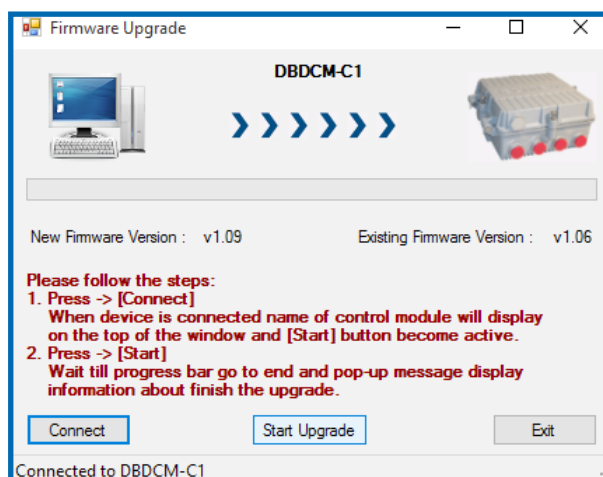 Firmware Upgrade
DBDCM-C1
New Firmware Version : v1.09 Existing Firmware Version : v1.06
Please follow the steps:
1. Press -> [Connect]
When device is connected name of control module will display
on the top of the window and [Start] button become active.
2. Press -> [Start]
Wait till progress bar go to end and pop-up message display
information about finish the upgrade.
Connect Start Upgrade Exit
Connected to DBDCM-C1